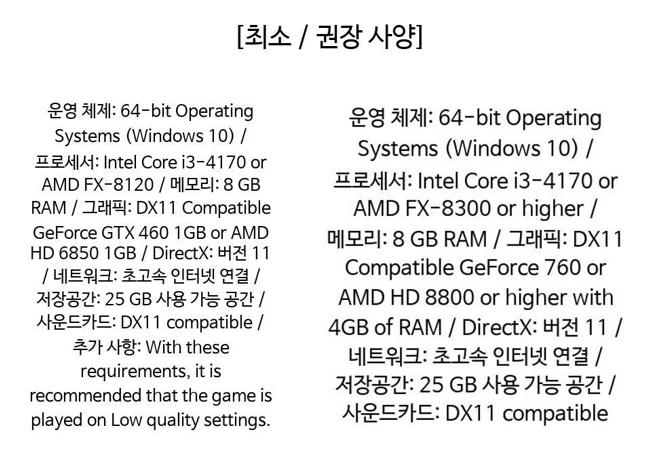 [최소 / 권장 사양]
운영 체제: 64-bit Operating
Systems (Windows 10) /
프로세서: Intel Core i3-4170 or
AMD FX-8120 / 메모리: 8 GB
RAM / 그래픽: DX11 Compatible
GeForce GTX 460 1GB or AMD
HD 6850 1GB / DirectX: 버전 11
/ 네트워크: 초고속 인터넷 연결 /
저장공간: 25 GB 사용 가능 공간 /
사운드카드: DX11 compatible /
추가 사항: With these
requirements, it is
recommended that the game is
played on Low quality settings.
운영 체제: 64-bit Operating
Systems (Windows 10) /
프로세서: Intel Core i3-4170 or
AMD FX-8300 or higher /
메모리: 8 GB RAM / 그래픽: DX11
Compatible GeForce 760 or
AMD HD 8800 or higher with
4GB of RAM / DirectX: 버전 11 /
네트워크: 초고속 인터넷 연결 /
저장공간: 25 GB 사용 가능 공간 /
사운드카드: DX11 compatible